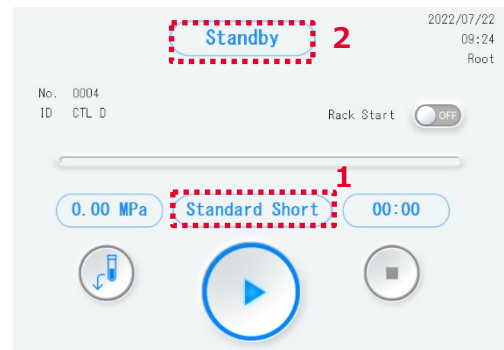 2022/07/22
Standby 2
09:24
Root
No. 0004
ID CTL D
Rack Start OFF
1
0.00 MPa Standard Short 00:00